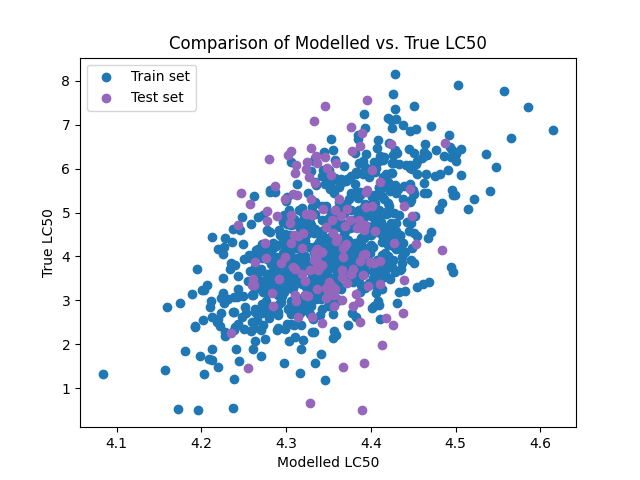 Comparison of Modelled vs. True LC50
Train set
Test set
True LC50
8
7
6
5
4
3
2
1
4.1 4.2 4.3 4.4 4.5 4.6
Modelled LC50